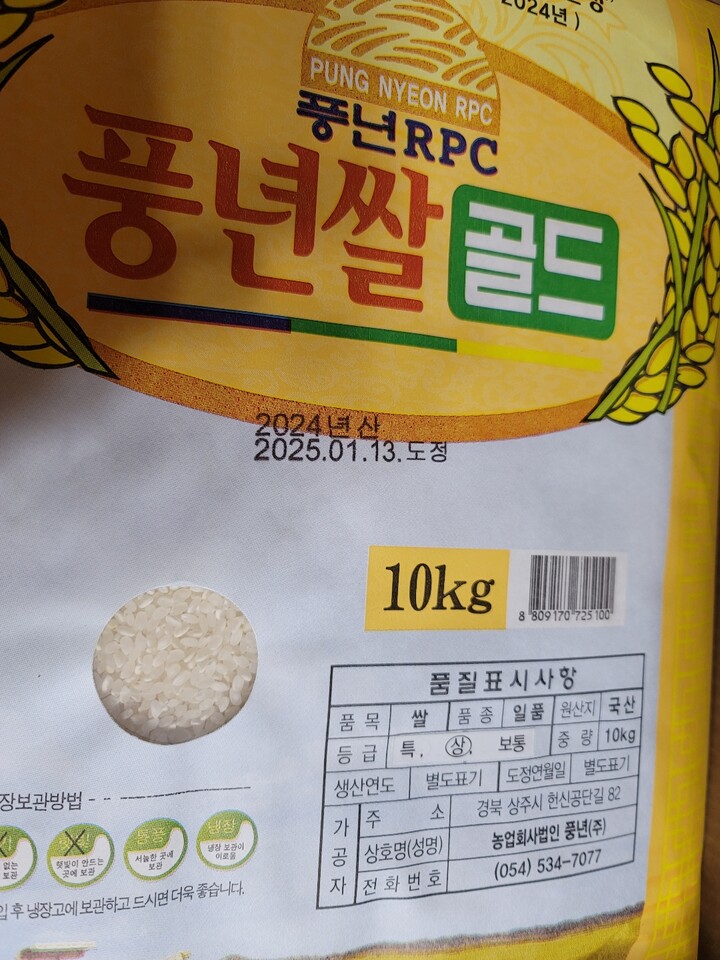 2024년 )
PUNG NYEON RPC
풍년RPC
풍년쌀 골드
2024년 산
2025.01.13.도정
10kg
8 809170 725100
품질표시사항
품 목 쌀 품 종 일품 원산지 국산
등 급 특. 상. 보통 중 량 10kg
생산연도 별도표기 도정연월일 별도표기
가공자 주 소 경북 상주시 헌신공단길 82
상호명(성명) 농업회사법인 풍년(주)
전화번호 (054) 534-7077
장보관방법
없는
보관
햇빛이 만드는
곳에 보관
통풍
서늘한 곳에
보관
냉장
냉장 보관이
이로움
입 후 냉장고에 보관하고 드시면 더욱 좋습니다.